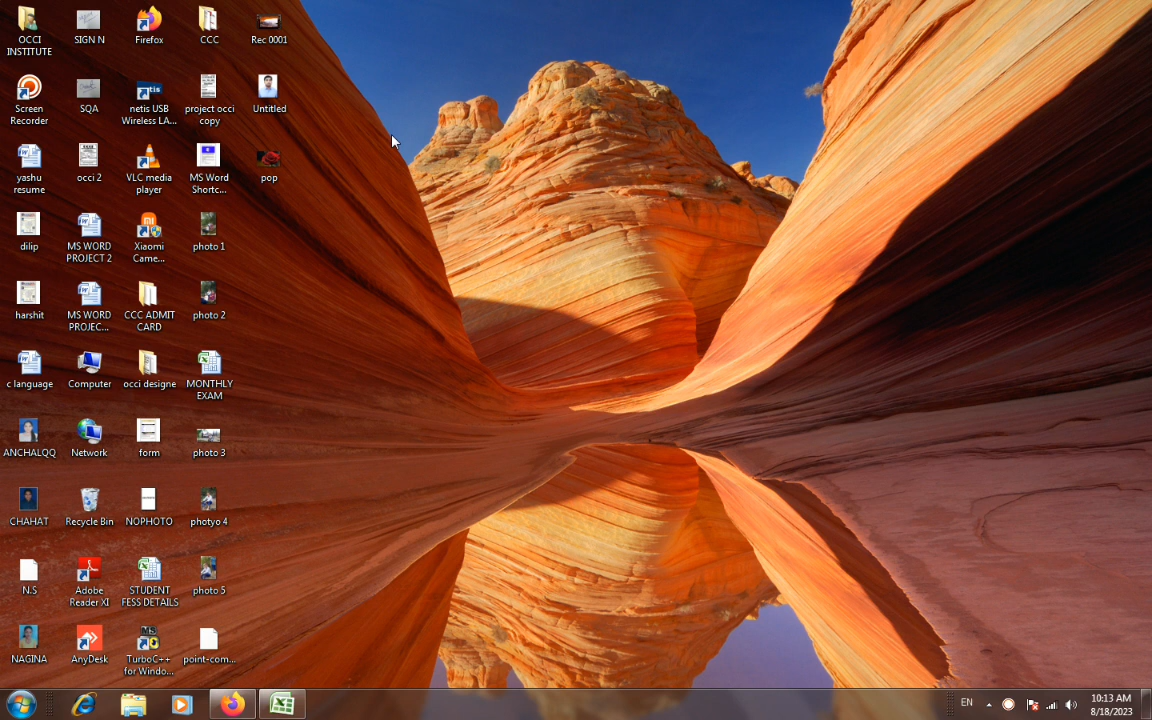 OCCI
INSTITUTE
SIGN N
Firefox
CCC
Rec 0001
Screen
Recorder
SQA
netis USB
Wireless LA...
project occi
copy
Untitled
yashu
resume
occi 2
VLC media
player
MS Word
Shortc...
pop
dilip
MS WORD
PROJECT 2
Xiaomi
Came...
photo 1
harshit
MS WORD
PROJEC...
CCC ADMIT
CARD
photo 2
c language
Computer
occi designe
MONTHLY
EXAM
ANCHALQQ
Network
form
photo 3
CHAHAT
Recycle Bin
NOPHOTO
photyo 4
N.S
Adobe
Reader XI
STUDENT
FESS DETAILS
photo 5
NAGINA
AnyDesk
TurboC++
for Windo...
point-com...
EN
10:13 AM
8/18/2023